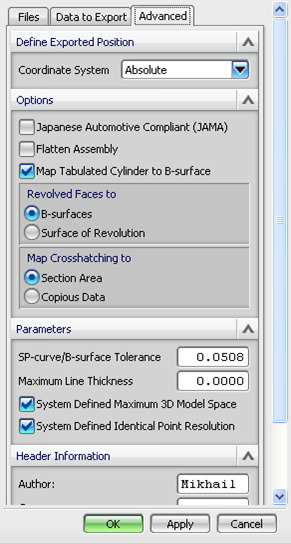 Files Data to Export Advanced
Define Exported Position
Coordinate System Absolute
Options
Japanese Automotive Compliant (JAMA)
Flatten Assembly
Map Tabulated Cylinder to B-surface
Revolved Faces to
B-surfaces
Surface of Revolution
Map Crosshatching to
Section Area
Copious Data
Parameters
SP-curve/B-surface Tolerance 0.0508
Maximum Line Thickness 0.0000
System Defined Maximum 3D Model Space
System Defined Identical Point Resolution
Header Information
Author: Mikhail
OK Apply Cancel